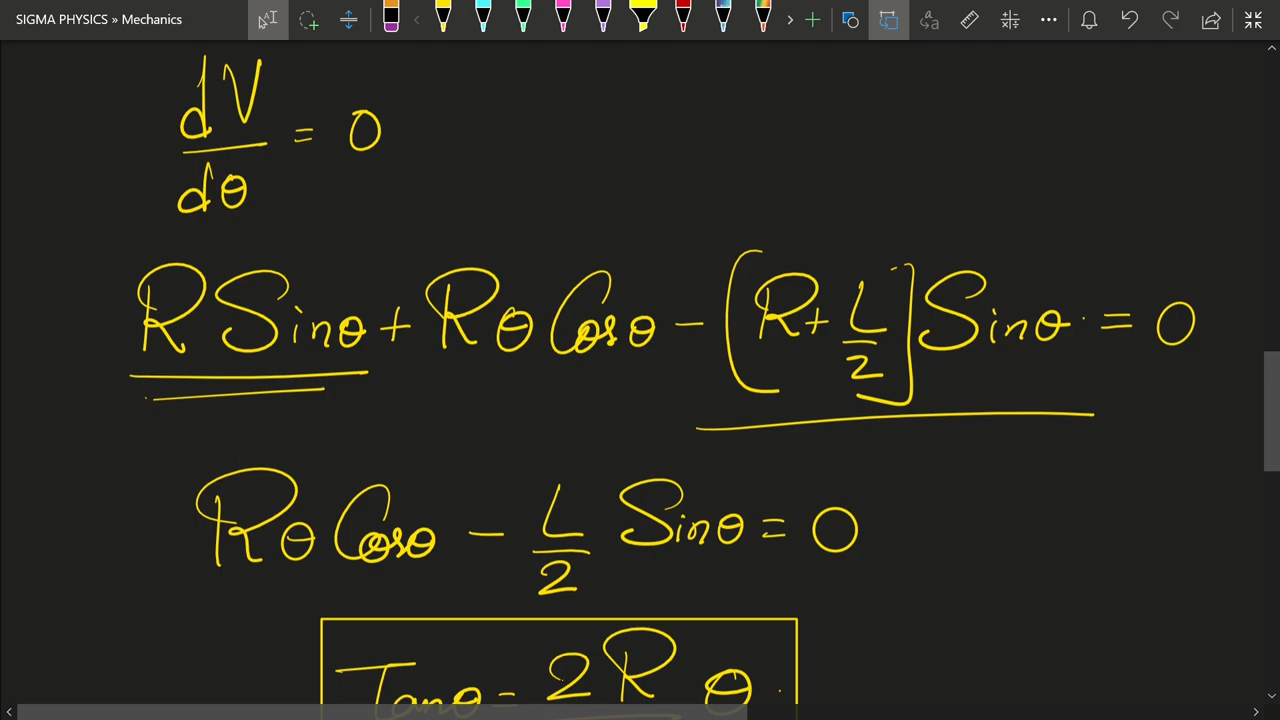 SIGMA PHYSICS » Mechanics
dV/dθ = 0
R Sinθ + Rθ Cosθ - [R + L/2] Sinθ = 0
Rθ Cosθ - L/2 Sinθ = 0
Tanθ = 2R θ